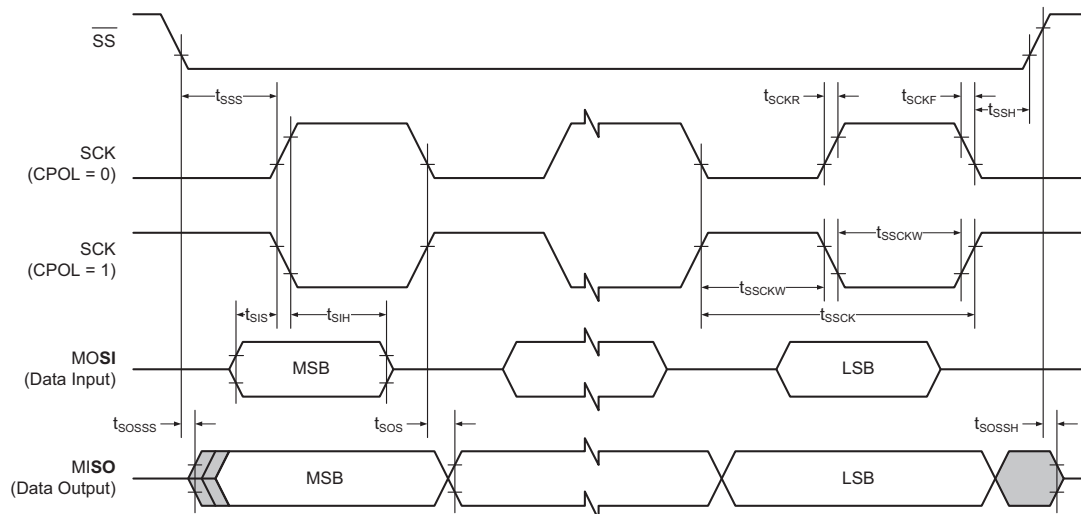 SS
tSSS
tSCKR
tSCKF
tSSH
SCK
(CPOL = 0)
SCK
(CPOL = 1)
tSSCKW
tSSCKW
tSSCK
tSIS
tSIH
MOSI
(Data Input)
MSB
LSB
tSOSSS
tSOS
tSOSSH
MISO
(Data Output)
MSB
LSB